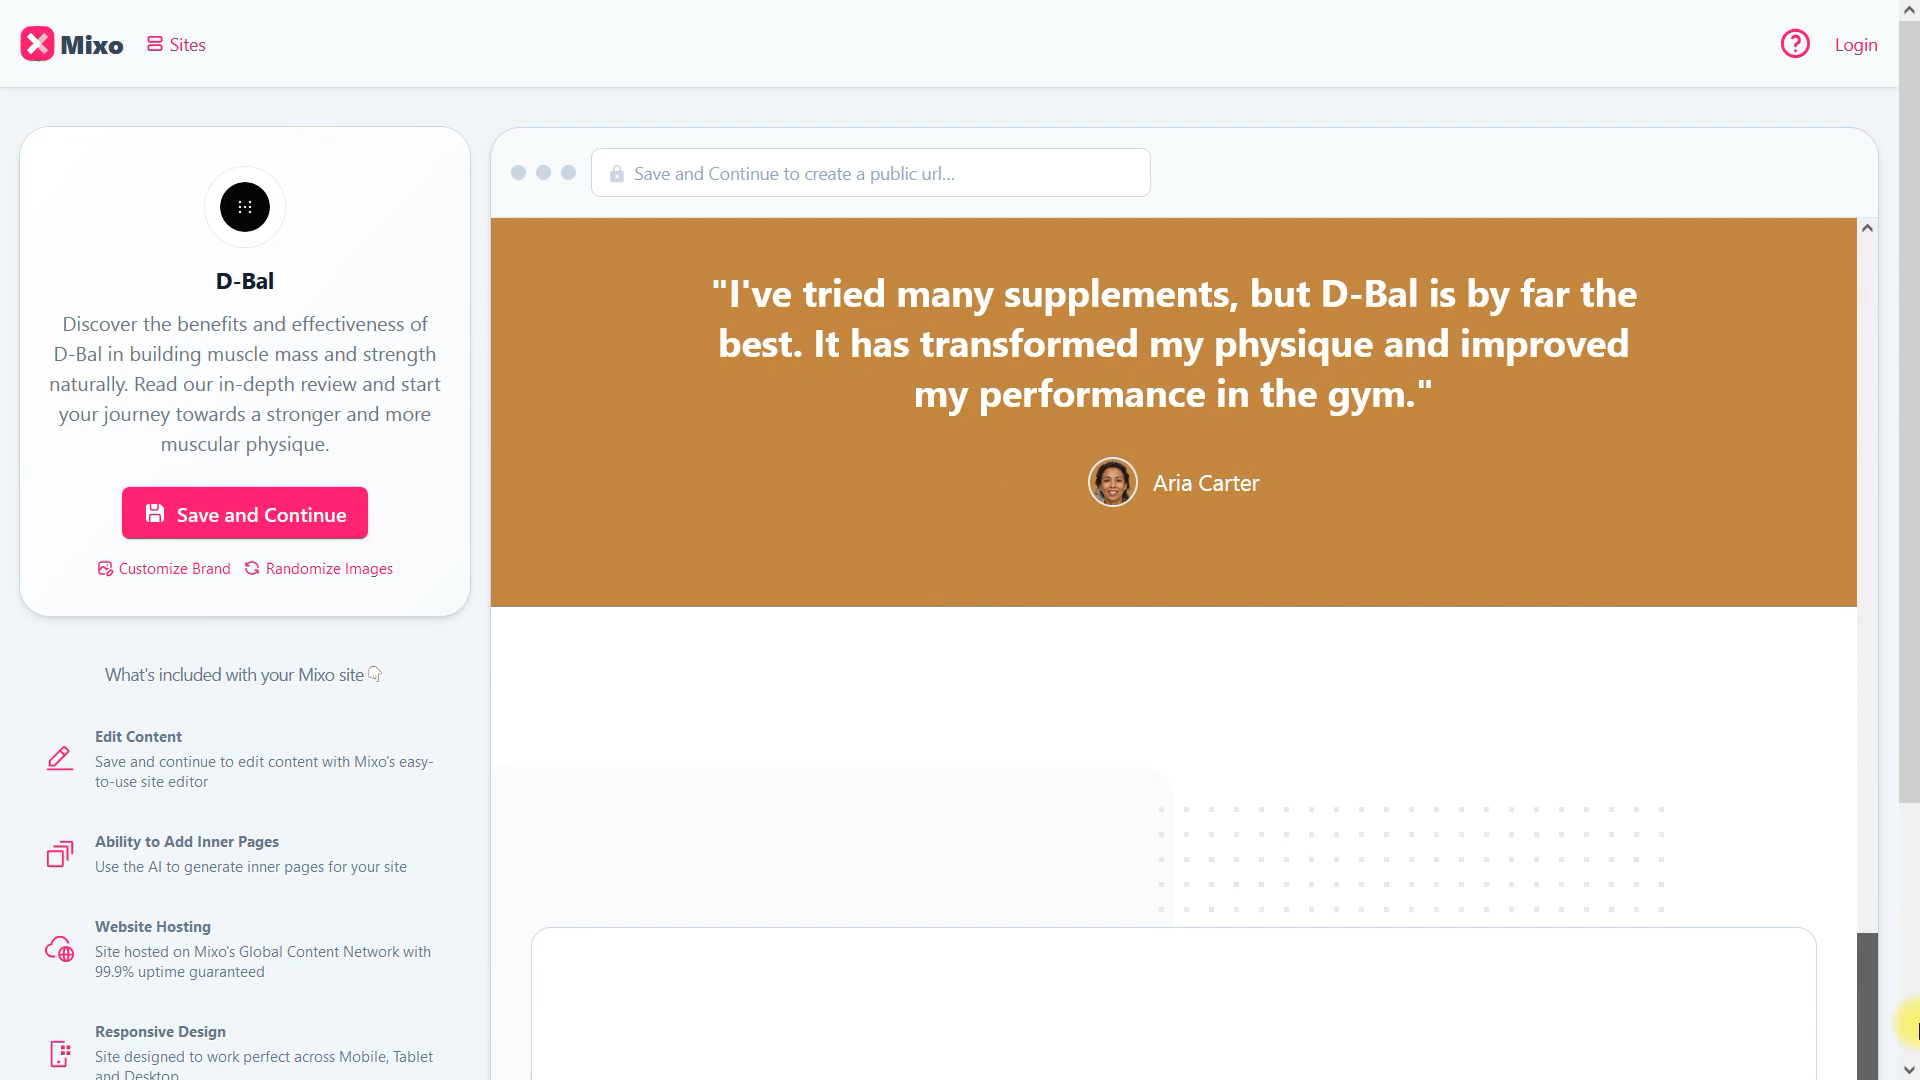 Mixo
Sites
Login
D-Bal
Discover the benefits and effectiveness of
D-Bal in building muscle mass and strength
naturally. Read our in-depth review and start
your journey towards a stronger and more
muscular physique.
Save and Continue
Customize Brand
Randomize Images
What's included with your Mixo site
Edit Content
Save and continue to edit content with Mixo's easy-
to-use site editor
Ability to Add Inner Pages
Use the AI to generate inner pages for your site
Website Hosting
Site hosted on Mixo's Global Content Network with
99.9% uptime guaranteed
Responsive Design
Site designed to work perfect across Mobile, Tablet
and Desktop
Save and Continue to create a public url...
"I've tried many supplements, but D-Bal is by far the
best. It has transformed my physique and improved
my performance in the gym."
Aria Carter